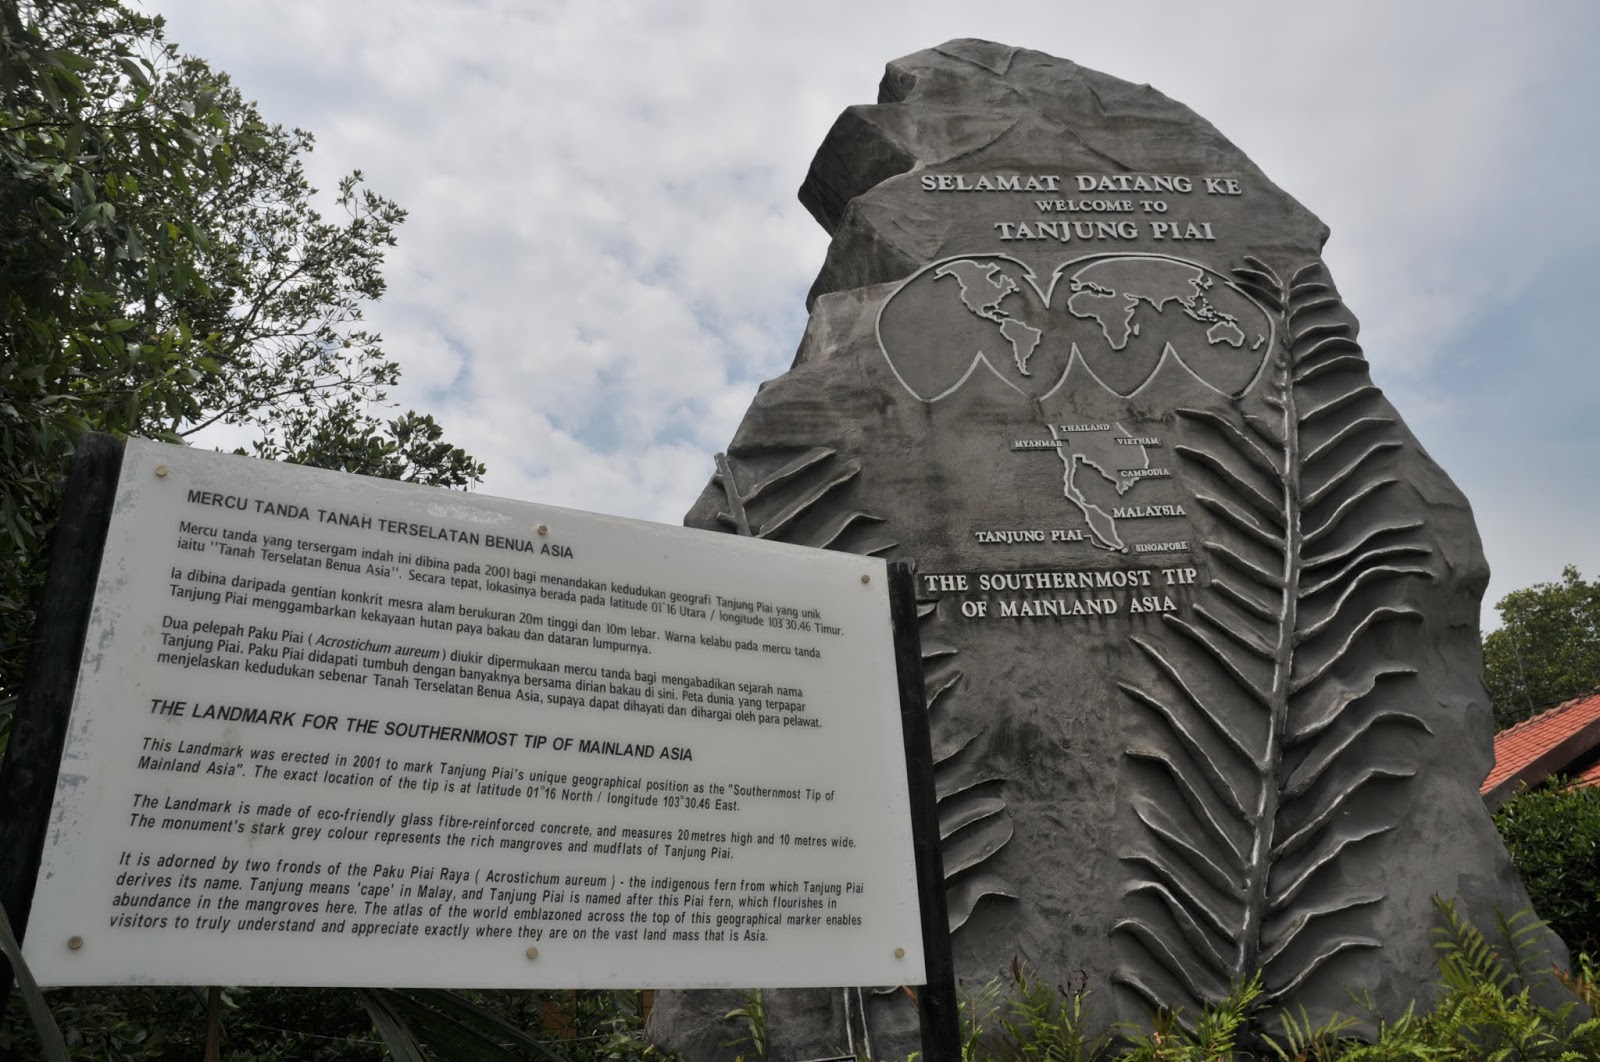 MERCU TANDA TANAH TERSELATAN BENUA ASIA
Mercu tanda yang tersergam indah ini dibina pada 2001 bagi menandakan kedudukan geografi Tanjung Piai yang unik
iaitu ''Tanah Terselatan Benua Asia''. Secara tepat, lokasinya berada pada latitude 01°16 Utara / longitude 103°30.46 Timur.
Ia dibina daripada gentian konkrit mesra alam berukuran 20m tinggi dan 10m lebar. Warna kelabu pada mercu tanda
Tanjung Piai menggambarkan kekayaan hutan paya bakau dan dataran lumpurnya.
Dua pelepah Paku Piai ( Acrostichum aureum ) diukir dipermukaan mercu tanda bagi mengabadikan sejarah nama
Tanjung Piai. Paku Piai didapati tumbuh dengan banyaknya bersama dirian bakau di sini. Peta dunia yang terpapar
menjelaskan kedudukan sebenar Tanah Terselatan Benua Asia, supaya dapat dihayati dan dihargai oleh para pelawat.
THE LANDMARK FOR THE SOUTHERNMOST TIP OF MAINLAND ASIA
This Landmark was erected in 2001 to mark Tanjung Piai's unique geographical position as the "Southernmost Tip of
Mainland Asia". The exact location of the tip is at latitude 01°16 North / longitude 103°30.46 East.
The Landmark is made of eco-friendly glass fibre-reinforced concrete, and measures 20 metres high and 10 metres wide.
The monument's stark grey colour represents the rich mangroves and mudflats of Tanjung Piai.
It is adorned by two fronds of the Paku Piai Raya ( Acrostichum aureum ) - the indigenous fern from which Tanjung Piai
derives its name. Tanjung means 'cape' in Malay, and Tanjung Piai is named after this Piai fern, which flourishes in
abundance in the mangroves here. The atlas of the world emblazoned across the top of this geographical marker enables
visitors to truly understand and appreciate exactly where they are on the vast land mass that is Asia.
SELAMAT DATANG KE
WELCOME TO
TANJUNG PIAI
THAILAND
MYANMAR
VIETNAM
CAMBODIA
MALAYSIA
TANJUNG PIAI
SINGAPORE
THE SOUTHERNMOST TIP
OF MAINLAND ASIA